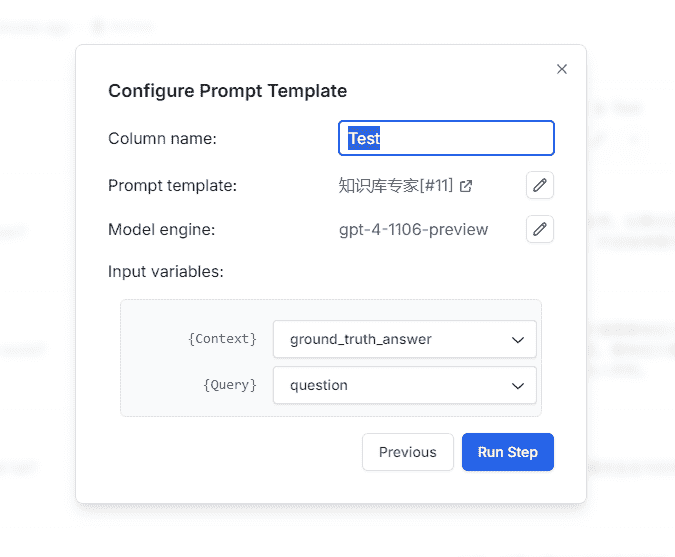 Configure Prompt Template
Column name:
Test
Prompt template:
知识库专家[#11]
Model engine:
gpt-4-1106-preview
Input variables:
{Context}
ground_truth_answer
{Query}
question
Previous
Run Step